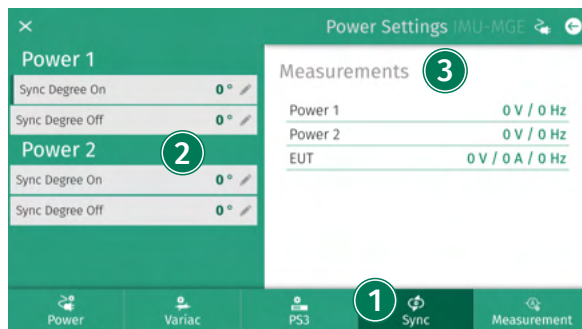 Power Settings IMU-MGE
Power 1
Sync Degree On 0 °
Sync Degree Off 0 °
Power 2
Sync Degree On 0 °
Sync Degree Off 0 °
2
Measurements
3
Power 1 0 V / 0 Hz
Power 2 0 V / 0 Hz
EUT 0 V / 0 A / 0 Hz
1
Power Variac PS3 Sync Measurement